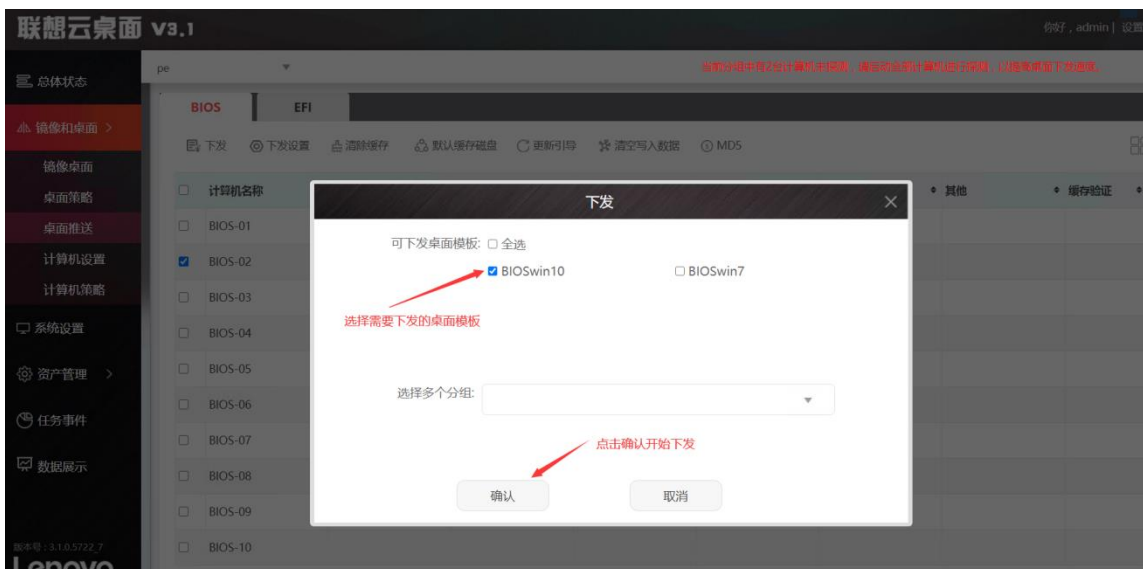 联想云桌面 V3.1
你好，admin | 设置
总体状态
镜像和桌面 >
镜像桌面
桌面策略
桌面推送
计算机设置
计算机策略
系统设置
资产管理 >
任务事件
数据展示
版本号：3.1.0.5722_7
Lenovo
pe
BIOS EFI
下发 下发设置 清除缓存 默认缓存磁盘 更新引导 清空写入数据 MD5
计算机名称 其他 缓存验证
BIOS-01
BIOS-02
BIOS-03
BIOS-04
BIOS-05
BIOS-06
BIOS-07
BIOS-08
BIOS-09
BIOS-10
下发
可下发桌面模板: 全选
BIOSwin10 BIOSwin7
选择需要下发的桌面模板
选择多个分组:
点击确认开始下发
确认 取消